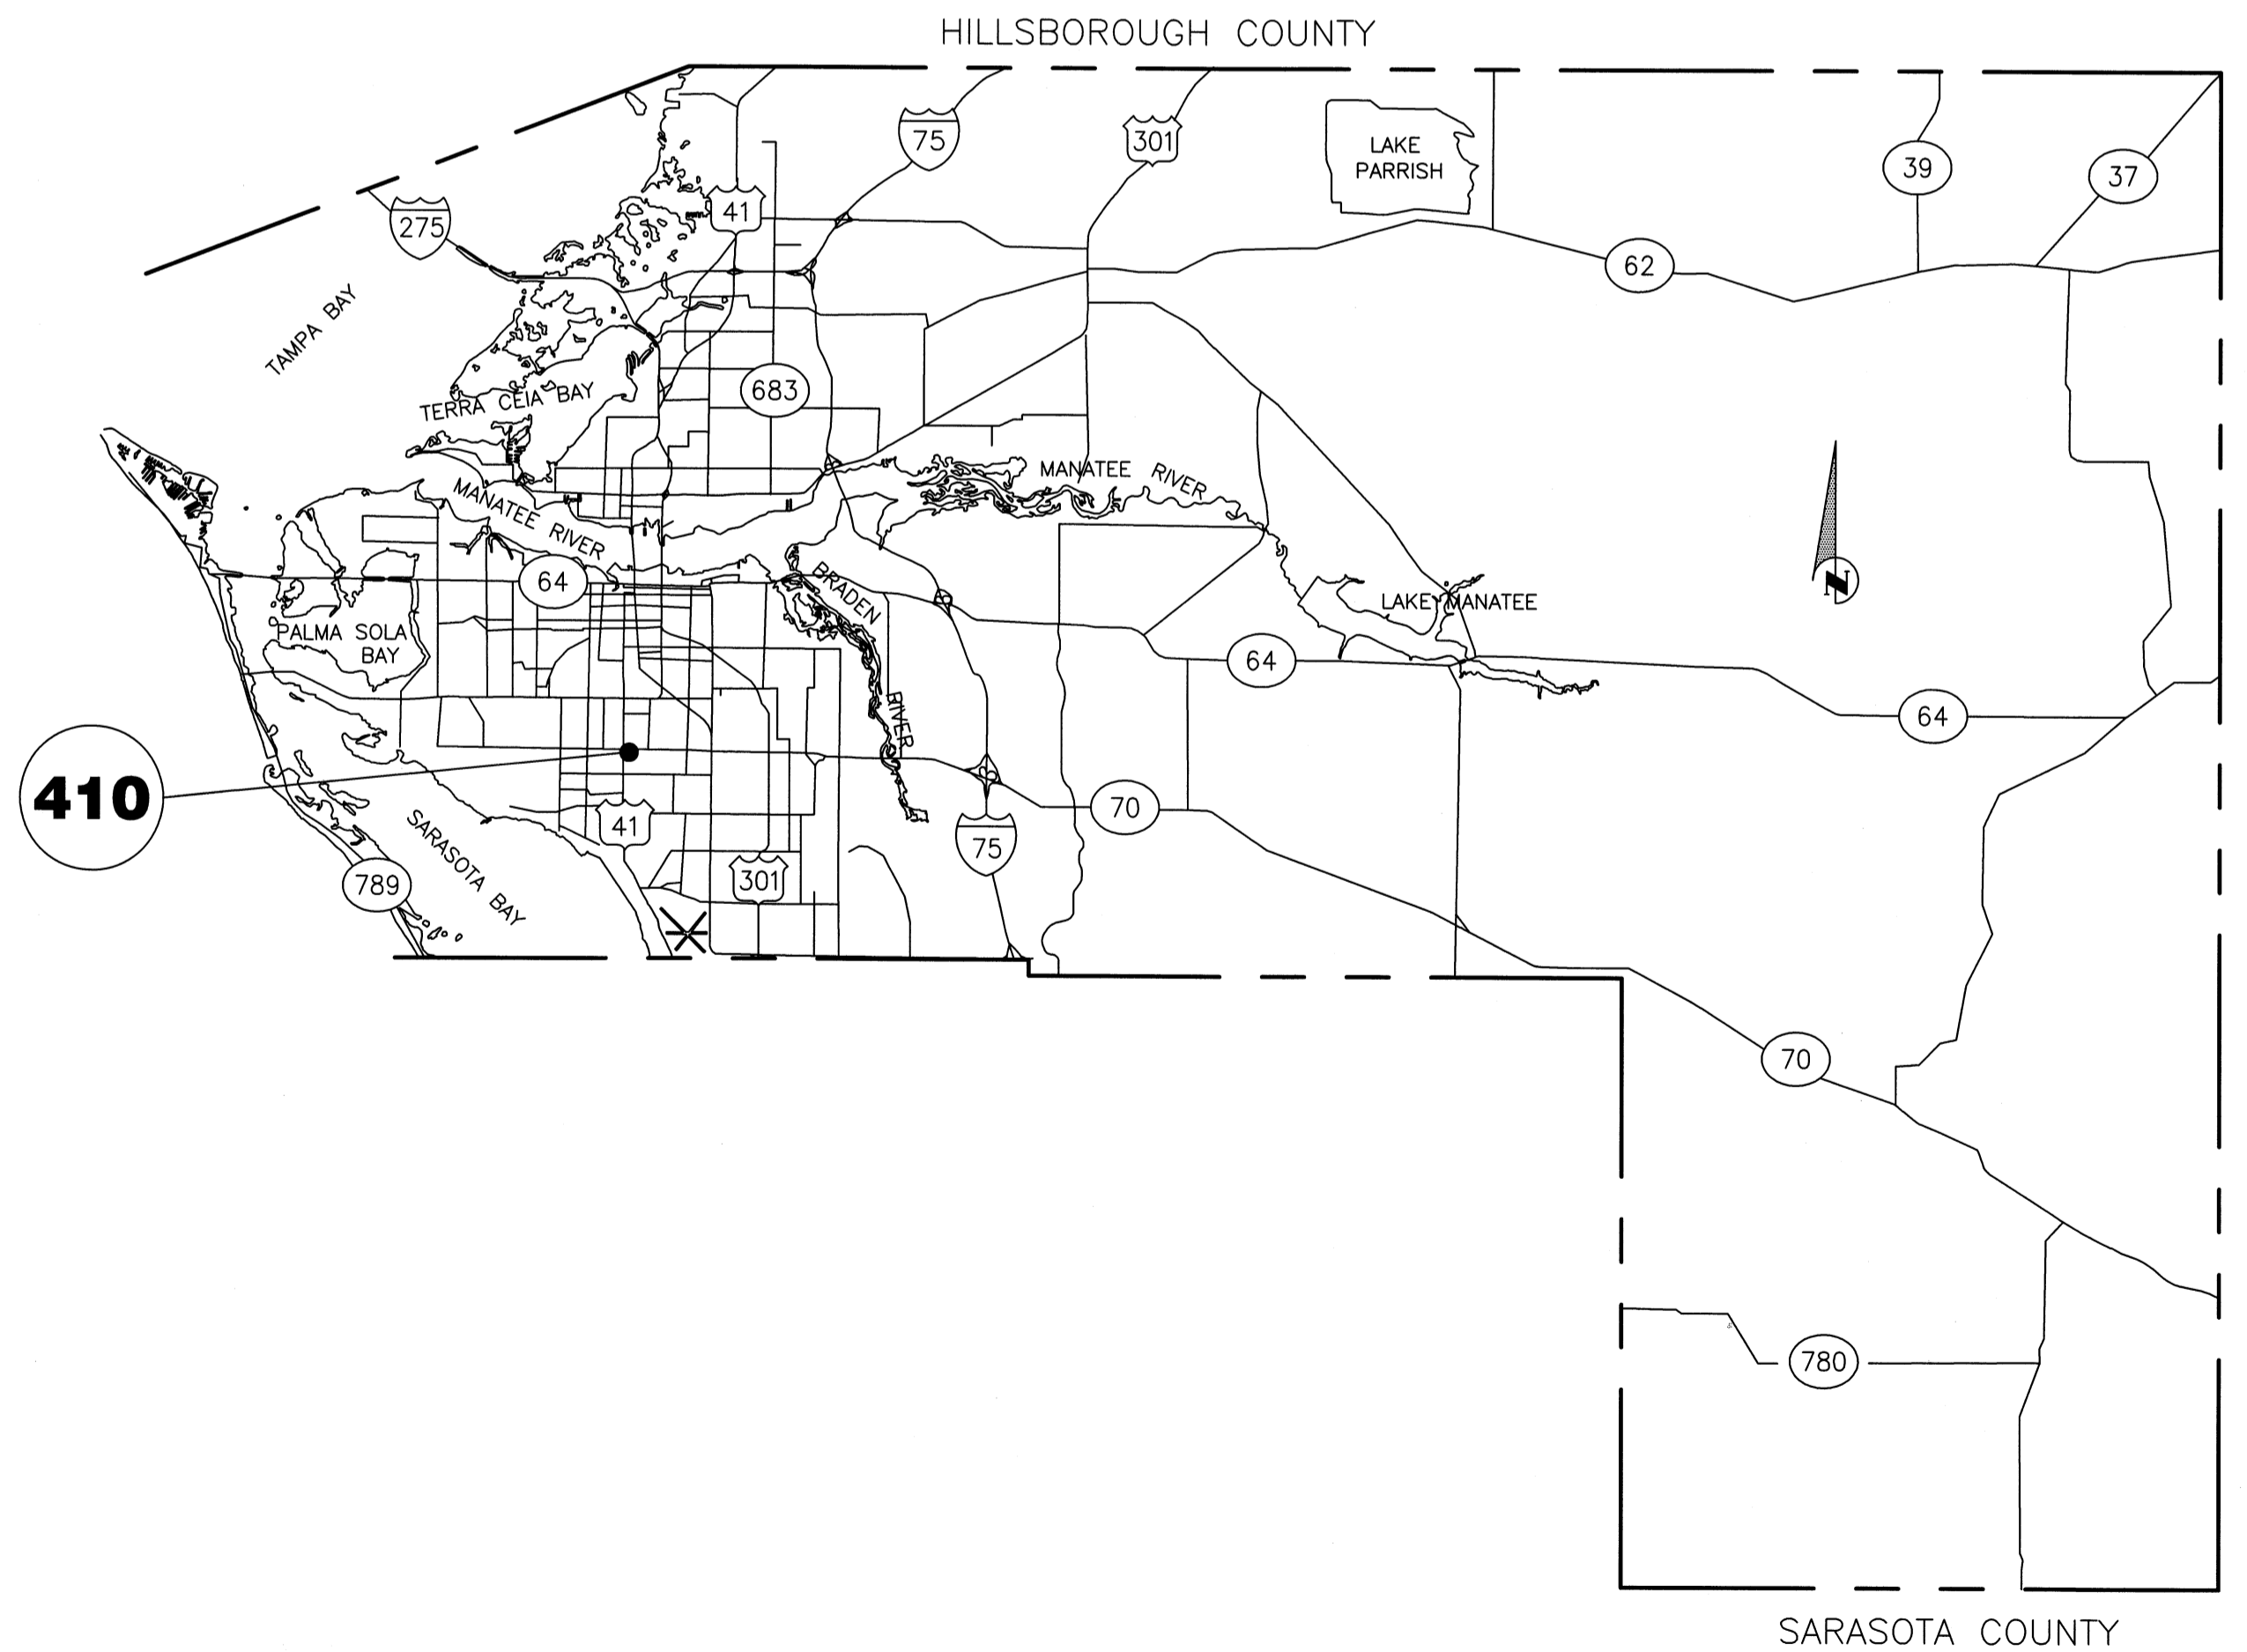 HILLSBOROUGH COUNTY
75
301
LAKE
PARRISH
39
37
41
275
62
TAMPA BAY
683
TERRA CEIA BAY
MANATEE RIVER
MANATEE RIVER
64
BRADEN
RIVER
LAKE MANATEE
N
PALMA SOLA
BAY
64
64
410
70
41
75
SARASOTA BAY
789
301
70
780
SARASOTA COUNTY